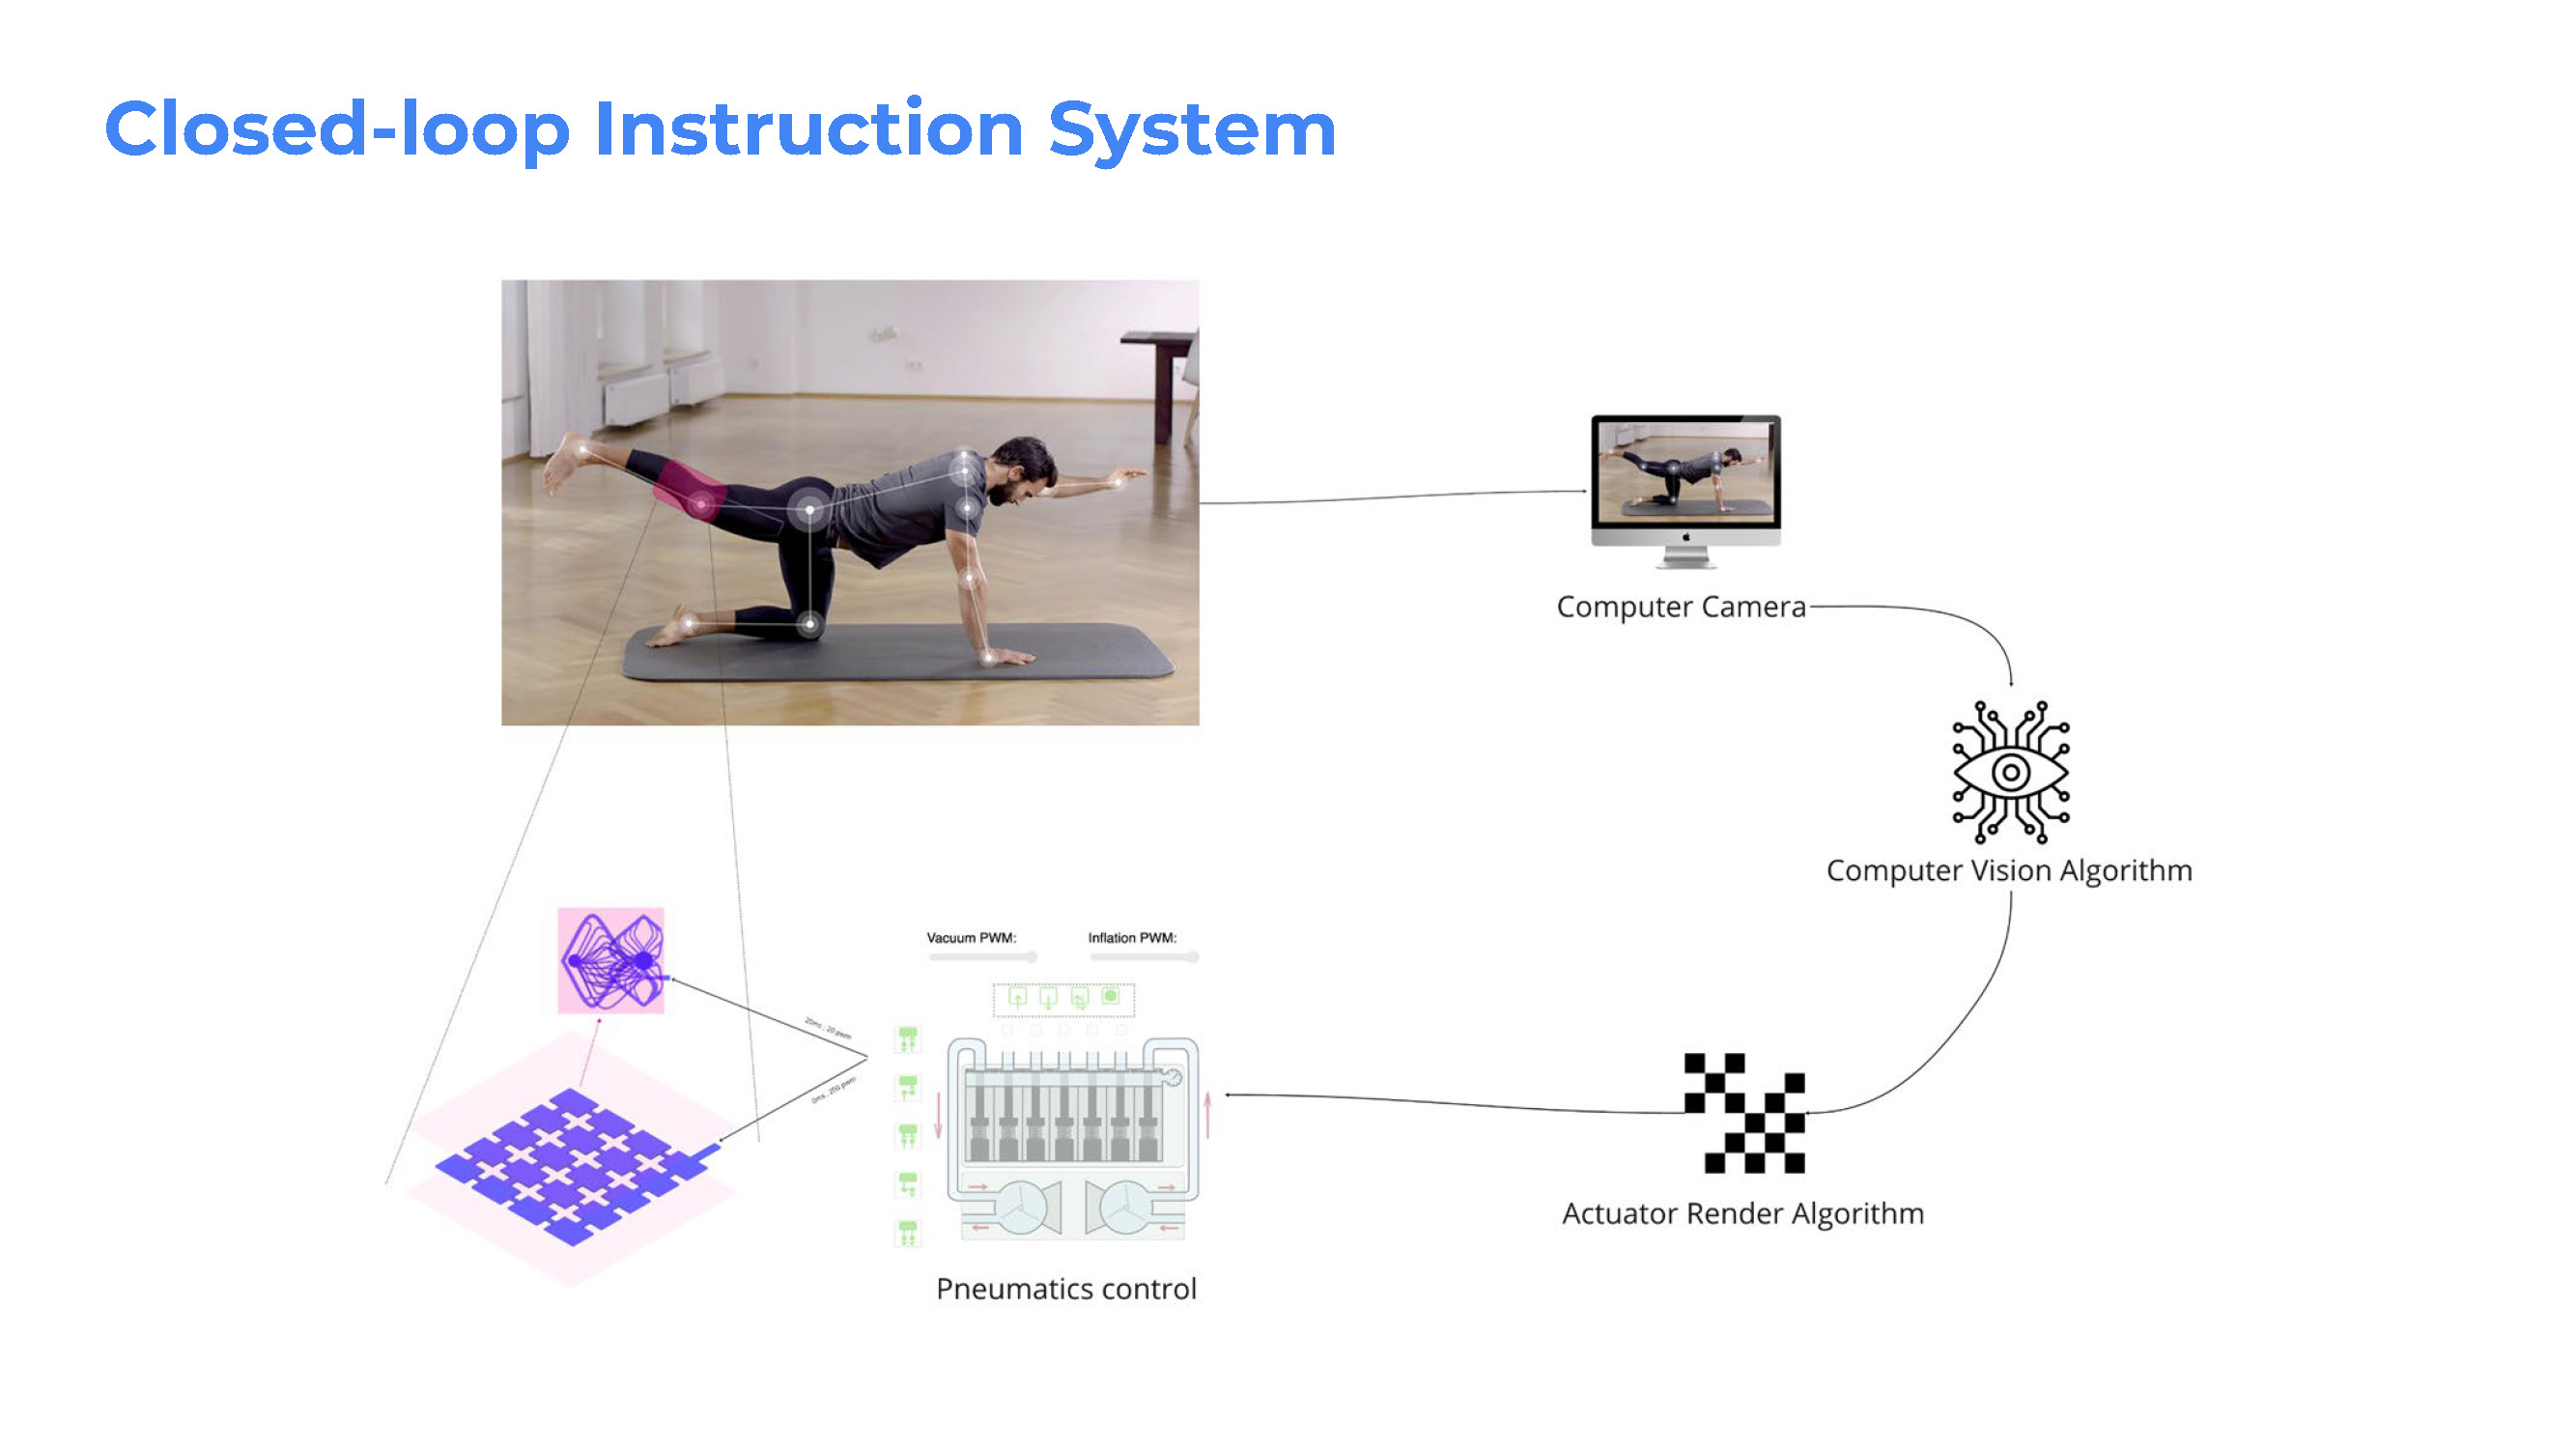 Closed-loop Instruction System
Computer Camera
Computer Vision Algorithm
Vacuum PWM:
Inflation PWM:
20ms , 20 pwm
0ms , 200 pwm
Actuator Render Algorithm
Pneumatics control